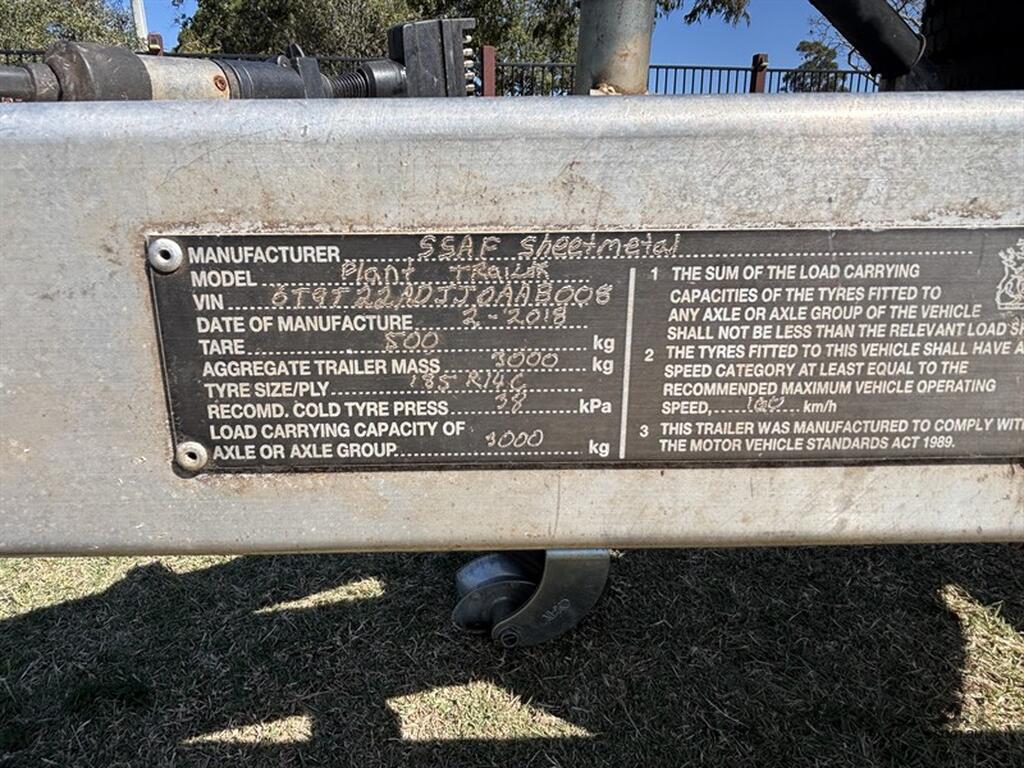 MANUFACTURER SSAF Sheetmetal
MODEL Plant TRAILER
VIN 6T9T22ADJJ0AAB008
DATE OF MANUFACTURE 2-2018
TARE 500 kg
AGGREGATE TRAILER MASS 3000 kg
TYRE SIZE/PLY 185 R14C
RECOMD. COLD TYRE PRESS 38 kPa
LOAD CARRYING CAPACITY OF
AXLE OR AXLE GROUP 3000 kg
1 THE SUM OF THE LOAD CARRYING
CAPACITIES OF THE TYRES FITTED TO
ANY AXLE OR AXLE GROUP OF THE VEHICLE
SHALL NOT BE LESS THAN THE RELEVANT LOAD
2 THE TYRES FITTED TO THIS VEHICLE SHALL HAVE A
SPEED CATEGORY AT LEAST EQUAL TO THE
RECOMMENDED MAXIMUM VEHICLE OPERATING
SPEED, 100 km/h
3 THIS TRAILER WAS MANUFACTURED TO COMPLY WITH
THE MOTOR VEHICLE STANDARDS ACT 1989.